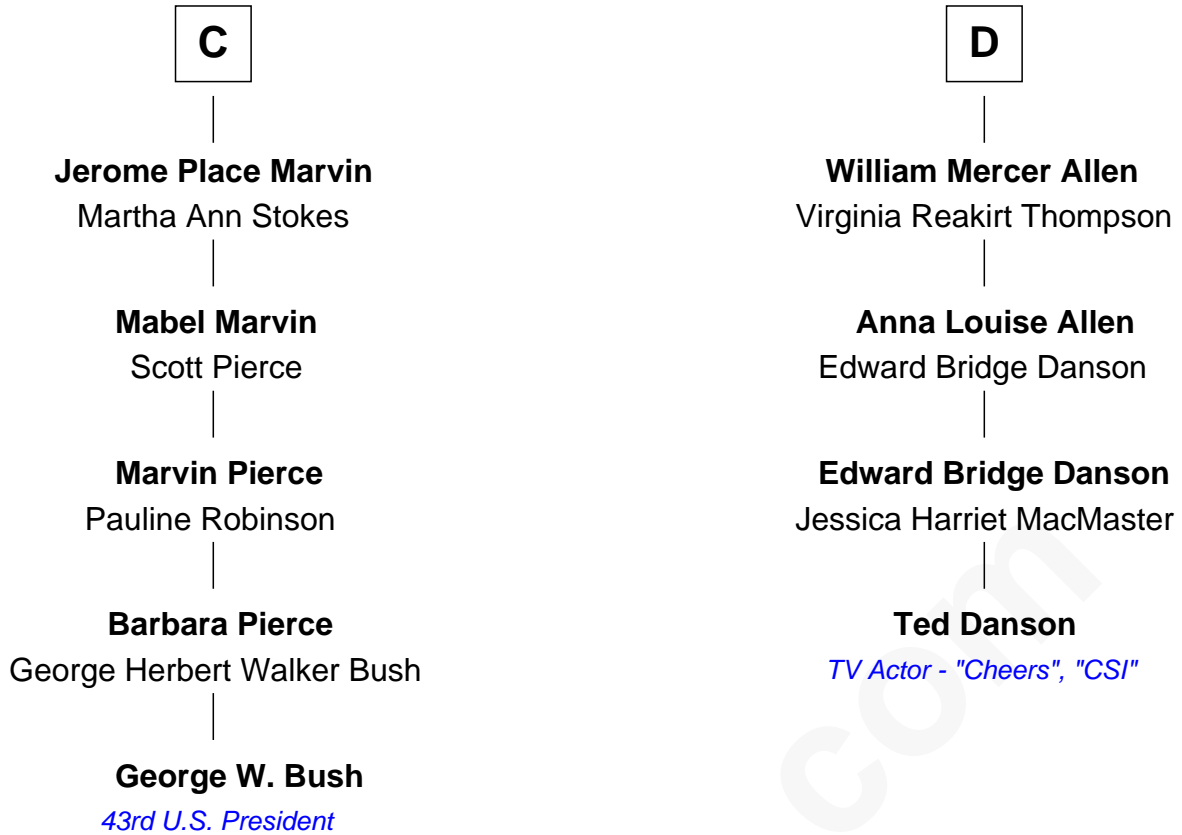 C
Jerome Place Marvin
Martha Ann Stokes
Mabel Marvin
Scott Pierce
Marvin Pierce
Pauline Robinson
Barbara Pierce
George Herbert Walker Bush
George W. Bush
43rd U.S. President
D
William Mercer Allen
Virginia Reakirt Thompson
Anna Louise Allen
Edward Bridge Danson
Edward Bridge Danson
Jessica Harriet MacMaster
Ted Danson
TV Actor - "Cheers", "CSI"
com